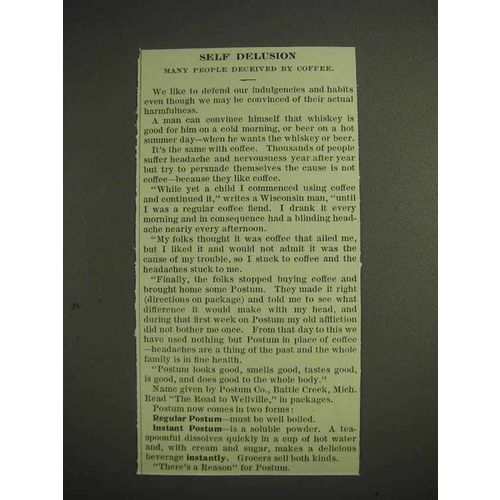 SELF DELUSION
MANY PEOPLE DECEIVED BY COFFEE.
We like to defend our indulgencies and habits
even though we may be convinced of their actual
harmfulness.
A man can convince himself that whiskey is
good for him on a cold morning, or beer on a hot
summer day—when he wants the whiskey or beer.
It's the same with coffee. Thousands of people
suffer headache and nervousness year after year
but try to persuade themselves the cause is not
coffee—because they like coffee.
"While yet a child I commenced using coffee
and continued it," writes a Wisconsin man, "until
I was a regular coffee fiend. I drank it every
morning and in consequence had a blinding head-
ache nearly every afternoon.
"My folks thought it was coffee that ailed me,
but I liked it and would not admit it was the
cause of my trouble, so I stuck to coffee and the
headaches stuck to me.
"Finally, the folks stopped buying coffee and
brought home some Postum. They made it right
(directions on package) and told me to see what
difference it would make with my head, and
during that first week on Postum my old affliction
did not bother me once. From that day to this we
have used nothing but Postum in place of coffee
—headaches are a thing of the past and the whole
family is in fine health.
"Postum looks good, smells good, tastes good,
is good, and does good to the whole body."
Name given by Postum Co., Battle Creek, Mich.
Read "The Road to Wellville," in packages.
Postum now comes in two forms:
Regular Postum—must be well boiled.
Instant Postum—is a soluble powder. A tea-
spoonful dissolves quickly in a cup of hot water
and, with cream and sugar, makes a delicious
beverage instantly. Grocers sell both kinds.
"There's a Reason" for Postum.